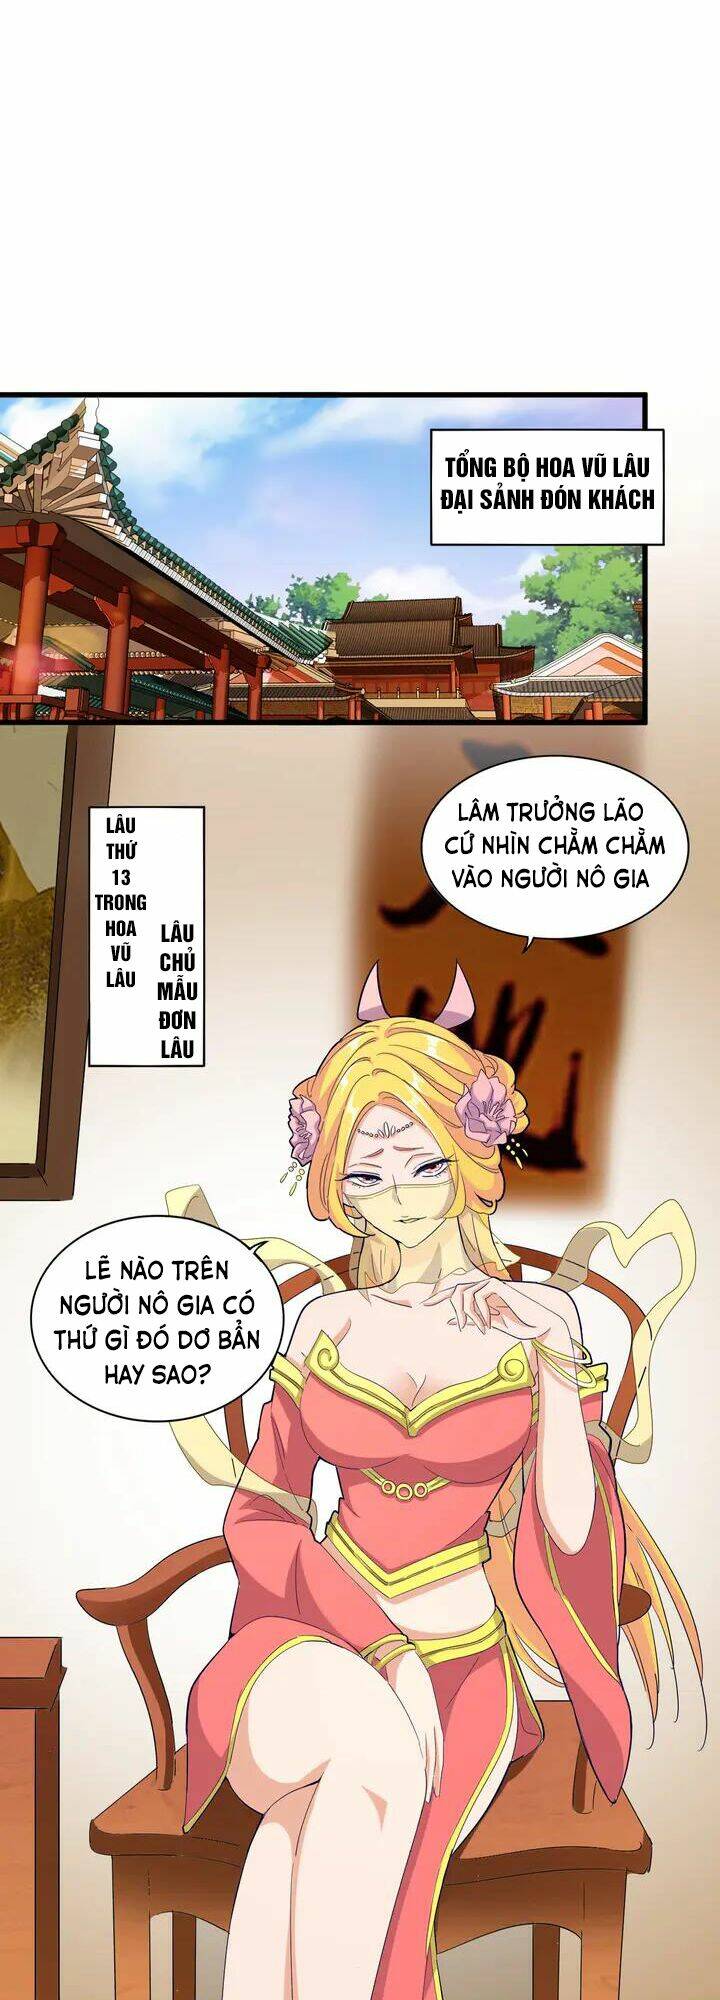 TỔNG BỘ HOA VŨ LÂU
ĐẠI SẢNH ĐÓN KHÁCH
LÂM TRƯỞNG LÃO
CỨ NHÌN CHẰM CHẰM
VÀO NGƯỜI NÔ GIA
LÂU
THỨ
13
TRONG
HOA
VŨ
LÂU
LÂU
CHỦ
MẪU
ĐƠN
LÂU
LẼ NÀO TRÊN
NGƯỜI NÔ GIA CÓ
THỨ GÌ ĐÓ DƠ BẨN
HAY SAO?